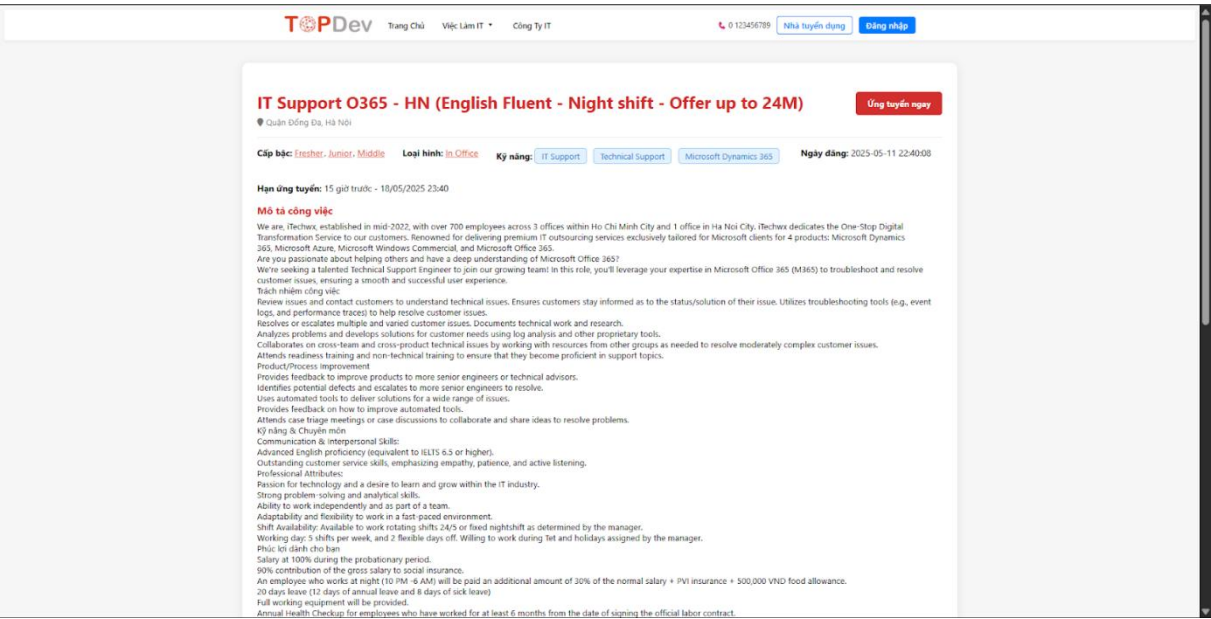 TOPDev Trang Chủ Việc Làm IT Công Ty IT 0 123456789 Nhà tuyển dụng Đăng nhập
IT Support O365 - HN (English Fluent - Night shift - Offer up to 24M) Ứng tuyển ngay
Quận Đống Đa, Hà Nội
Cấp bậc: Fresher, Junior, Middle Loại hình: In Office Kỹ năng: IT Support Technical Support Microsoft Dynamics 365 Ngày đăng: 2025-05-11 22:40:08
Hạn ứng tuyển: 15 giờ trước - 18/05/2025 23:40
Mô tả công việc
We are, iTechwx, established in mid-2022, with over 700 employees across 3 offices within Ho Chi Minh City and 1 office in Ha Noi City. iTechwx dedicates the One-Stop Digital
Transformation Service to our customers. Renowned for delivering premium IT outsourcing services exclusively tailored for Microsoft clients for 4 products: Microsoft Dynamics
365, Microsoft Azure, Microsoft Windows Commercial, and Microsoft Office 365.
Are you passionate about helping others and have a deep understanding of Microsoft Office 365?
We're seeking a talented Technical Support Engineer to join our growing team! In this role, you'll leverage your expertise in Microsoft Office 365 (M365) to troubleshoot and resolve
customer issues, ensuring a smooth and successful user experience.
Trách nhiệm công việc
Review issues and contact customers to understand technical issues. Ensures customers stay informed as to the status/solution of their issue. Utilizes troubleshooting tools (e.g., event
logs, and performance traces) to help resolve customer issues.
Resolves or escalates multiple and varied customer issues. Documents technical work and research.
Analyzes problems and develops solutions for customer needs using log analysis and other proprietary tools.
Collaborates on cross-team and cross-product technical issues by working with resources from other groups as needed to resolve moderately complex customer issues.
Attends readiness training and non-technical training to ensure that they become proficient in support topics.
Product/Process Improvement
Provides feedback to improve products to more senior engineers or technical advisors.
Identifies potential defects and escalates to more senior engineers to resolve.
Uses automated tools to deliver solutions for a wide range of issues.
Provides feedback on how to improve automated tools.
Attends case triage meetings or case discussions to collaborate and share ideas to resolve problems.
Kỹ năng & Chuyên môn
Communication & Interpersonal Skills:
Advanced English proficiency (equivalent to IELTS 6.5 or higher).
Outstanding customer service skills, emphasizing empathy, patience, and active listening.
Professional Attributes:
Passion for technology and a desire to learn and grow within the IT industry.
Strong problem-solving and analytical skills.
Ability to work independently and as part of a team.
Adaptability and flexibility to work in a fast-paced environment.
Shift Availability: Available to work rotating shifts 24/5 or fixed nightshift as determined by the manager.
Working day: 5 shifts per week, and 2 flexible days off. Willing to work during Tet and holidays assigned by the manager.
Phúc lợi dành cho bạn
Salary at 100% during the probationary period.
90% contribution of the gross salary to social insurance.
An employee who works at night (10 PM -6 AM) will be paid an additional amount of 30% of the normal salary + PVI insurance + 500,000 VND food allowance.
20 days leave (12 days of annual leave and 8 days of sick leave)
Full working equipment will be provided.
Annual Health Checkup for employees who have worked for at least 6 months from the date of signing the official labor contract.